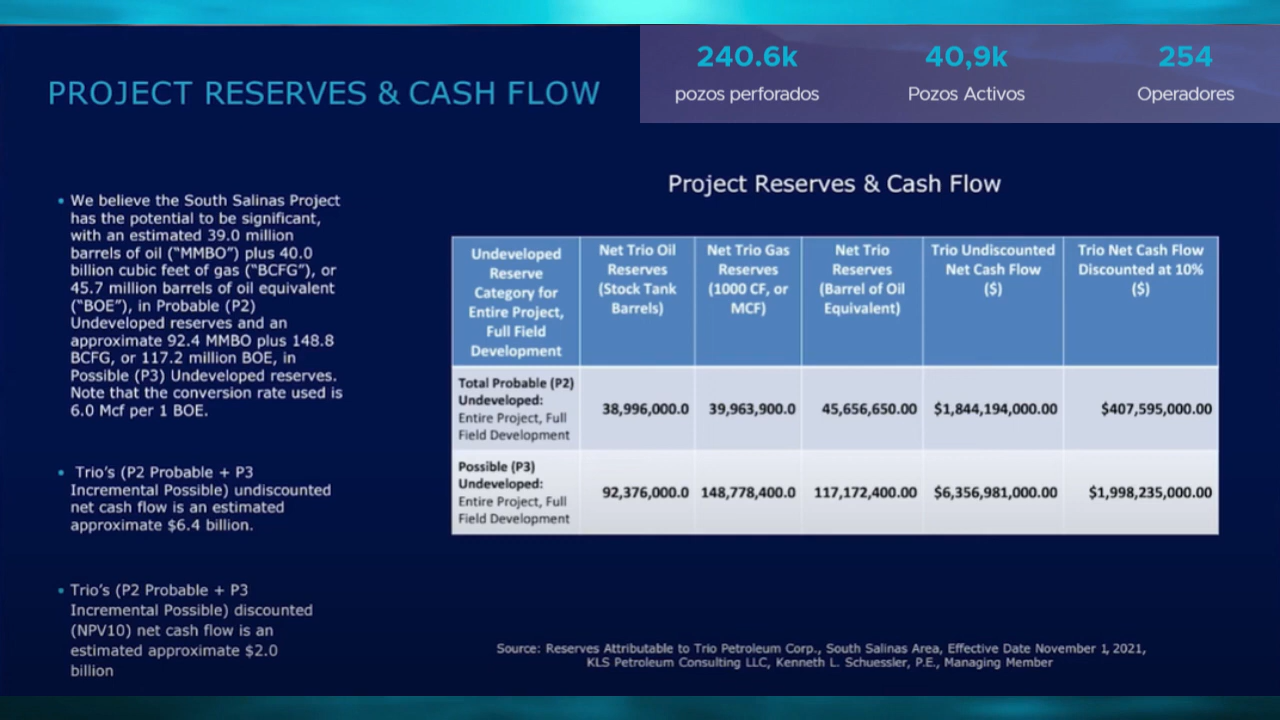 PROJECT RESERVES & CASH FLOW
240.6k
pozos perforados
40,9k
Pozos Activos
254
Operadores
• We believe the South Salinas Project
has the potential to be significant,
with an estimated 39.0 million
barrels of oil (“MMBO”) plus 40.0
billion cubic feet of gas (“BCFG”), or
45.7 million barrels of oil equivalent
(“BOE”), in Probable (P2)
Undeveloped reserves and an
approximate 92.4 MMBO plus 148.8
BCFG, or 117.2 million BOE, in
Possible (P3) Undeveloped reserves.
Note that the conversion rate used is
6.0 Mcf per 1 BOE.
• Trio’s (P2 Probable + P3
Incremental Possible) undiscounted
net cash flow is an estimated
approximate $6.4 billion.
• Trio’s (P2 Probable + P3
Incremental Possible) discounted
(NPV10) net cash flow is an
estimated approximate $2.0
billion
Project Reserves & Cash Flow
Undeveloped
Reserve
Category for
Entire Project,
Full Field
Development
Net Trio Oil
Reserves
(Stock Tank
Barrels)
Net Trio Gas
Reserves
(1000 CF, or
MCF)
Net Trio
Reserves
(Barrel of Oil
Equivalent)
Trio Undiscounted
Net Cash Flow
($)
Trio Net Cash Flow
Discounted at 10%
($)
Total Probable (P2)
Undeveloped:
Entire Project, Full
Field Development
38,996,000.0
39,963,900.0
45,656,650.00
$1,844,194,000.00
$407,595,000.00
Possible (P3)
Undeveloped:
Entire Project, Full
Field Development
92,376,000.0
148,778,400.0
117,172,400.00
$6,356,981,000.00
$1,998,235,000.00
Source: Reserves Attributable to Trio Petroleum Corp., South Salinas Area, Effective Date November 1, 2021,
KLS Petroleum Consulting LLC, Kenneth L. Schuessler, P.E., Managing Member